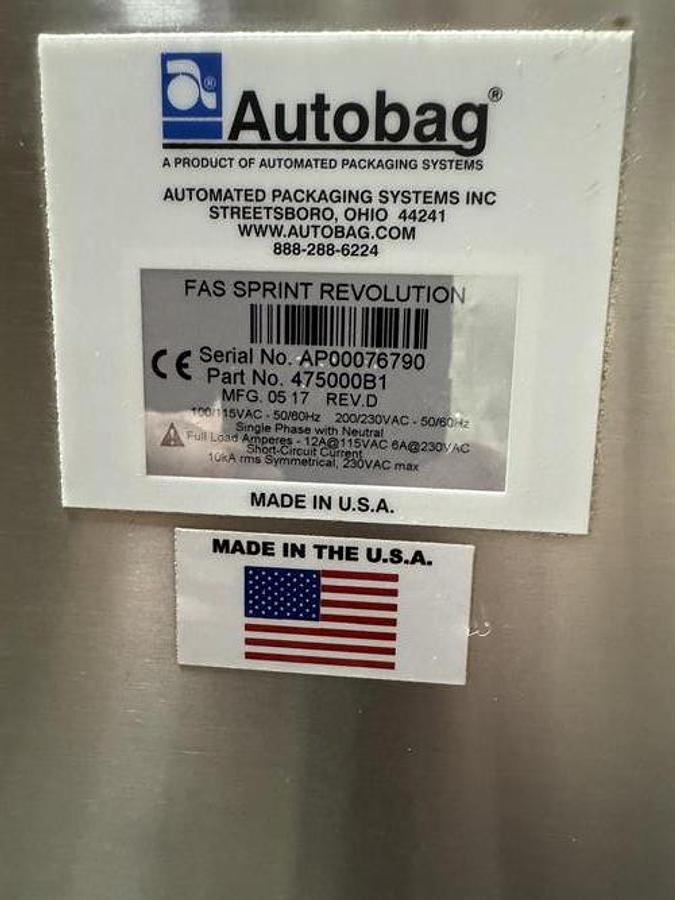 a®
Autobag®
A PRODUCT OF AUTOMATED PACKAGING SYSTEMS
AUTOMATED PACKAGING SYSTEMS INC
STREETSBORO, OHIO 44241
WWW.AUTOBAG.COM
888-288-6224
FAS SPRINT REVOLUTION
Serial No. AP00076790
CE
Part No. 475000B1
MFG. 05 17 REV.D
100/115VAC - 50/60Hz 200/230VAC - 50/60Hz
Single Phase with Neutral
Full Load Amperes - 12A@115VAC 6A@230VAC
Short-Circuit Current
10kA rms Symmetrical, 230VAC max
MADE IN U.S.A.
MADE IN THE U.S.A.